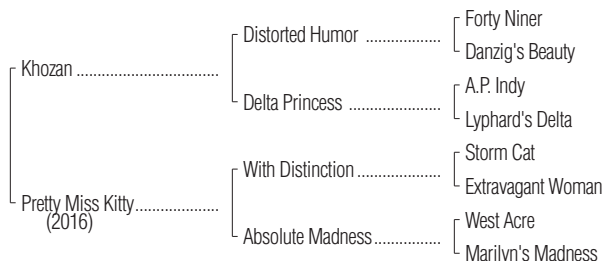 Forty Niner
Distorted Humor ...................
Danzig's Beauty
Khozan ....................................
A.P. Indy
Delta Princess .......................
Lyphard's Delta
Storm Cat
With Distinction .....................
Extravagant Woman
Pretty Miss Kitty.....................
(2016)
West Acre
Absolute Madness.................
Marilyn's Madness